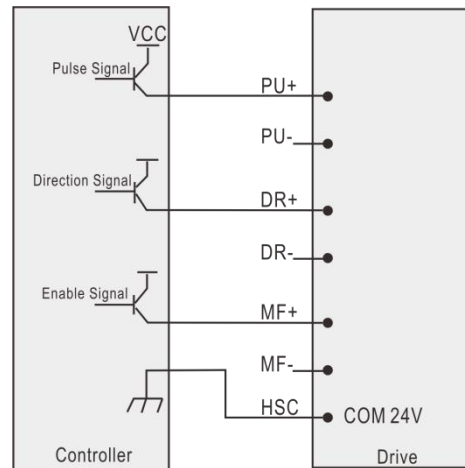 VCC
Pulse Signal
PU+
PU-
Direction Signal
DR+
DR-
Enable Signal
MF+
MF-
HSC
COM 24V
Controller
Drive